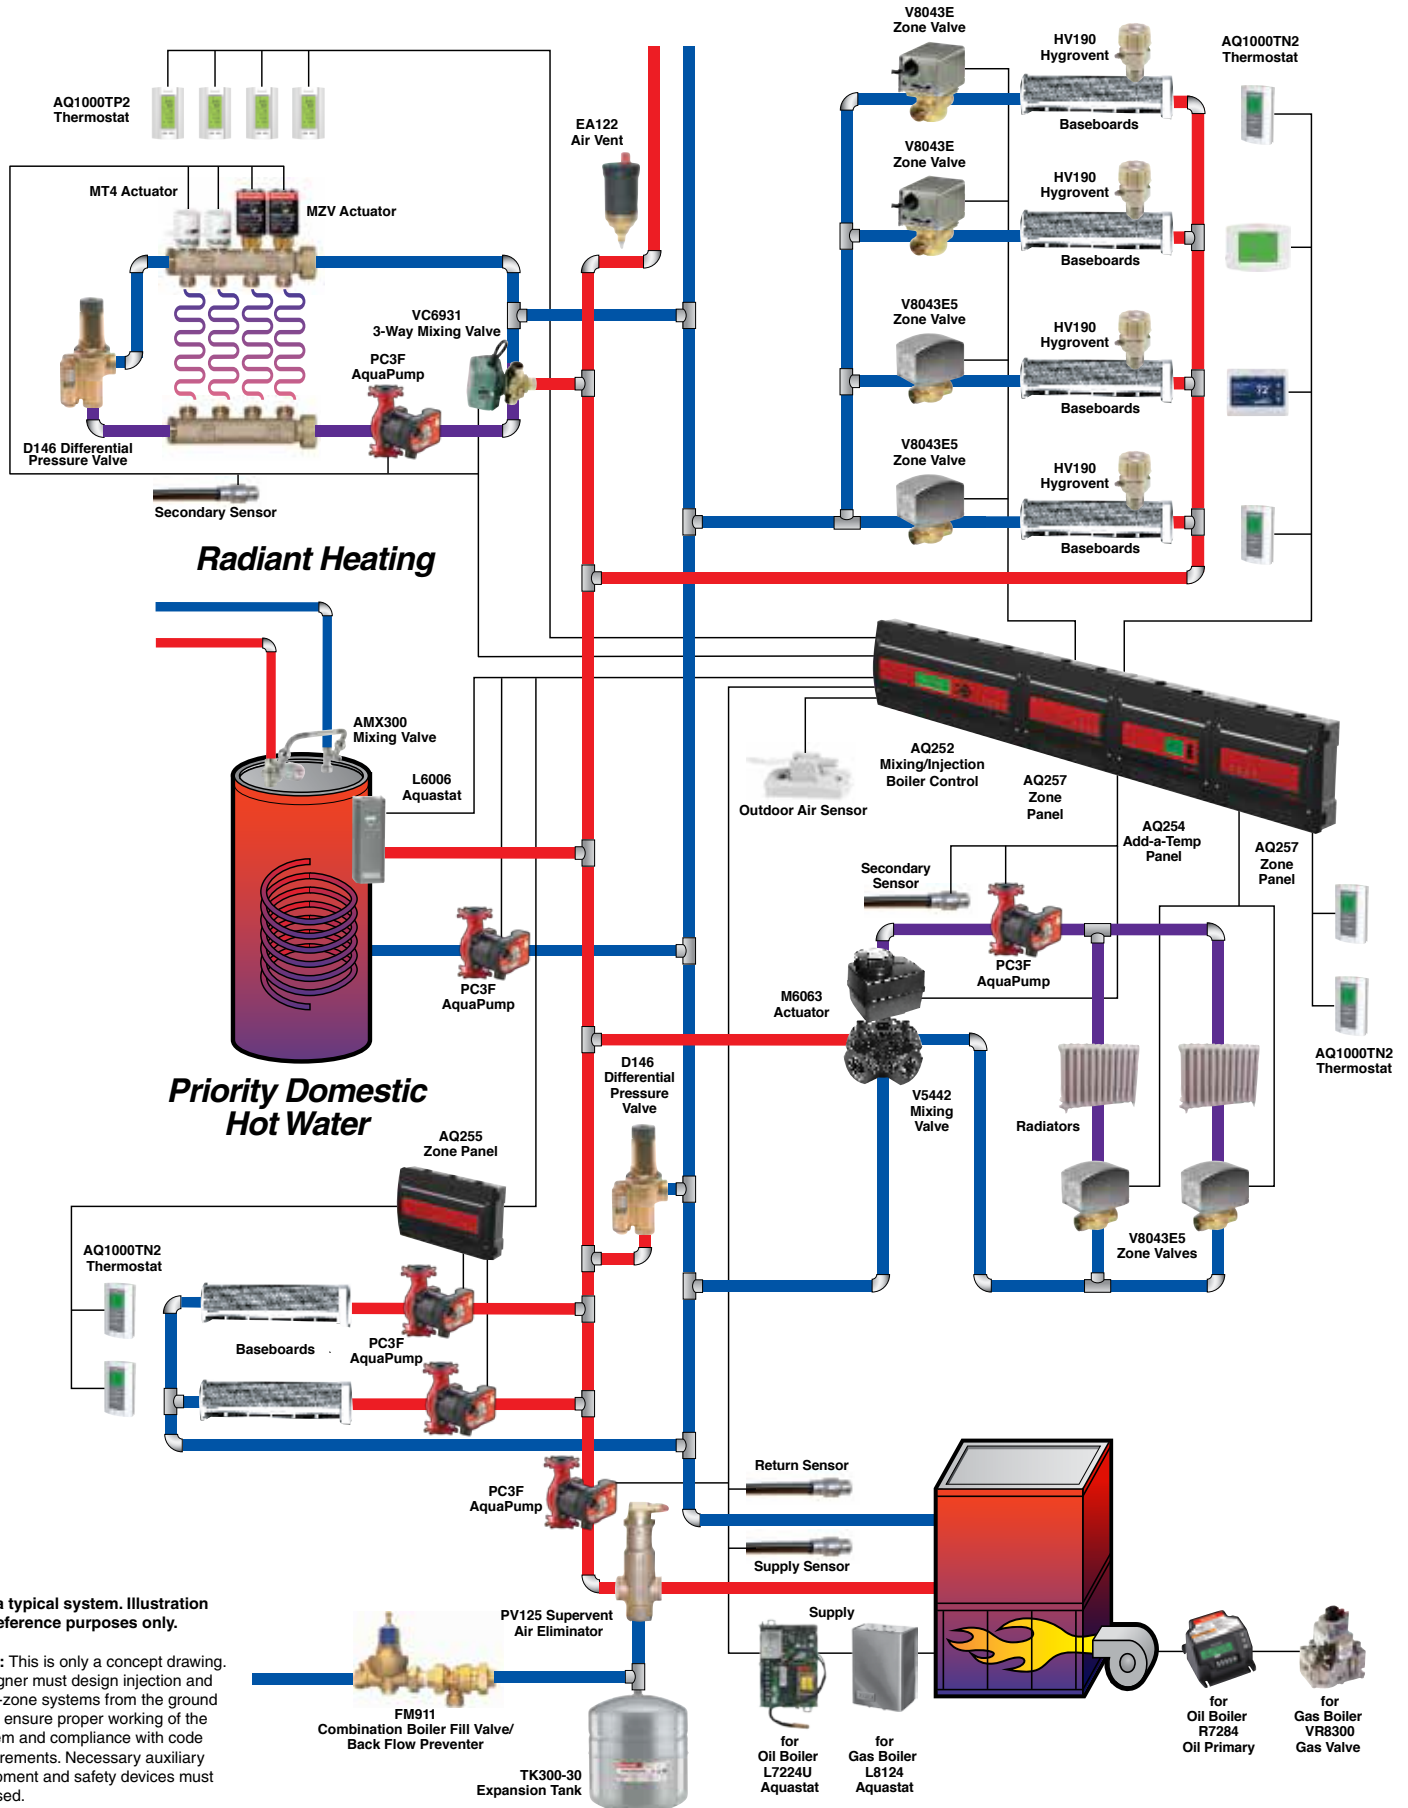 V8043E
Zone Valve
HV190
Hygrovent
AQ1000TN2
Thermostat
Baseboards
AQ1000TP2
Thermostat
EA122
Air Vent
V8043E
Zone Valve
HV190
Hygrovent
Baseboards
MT4 Actuator
MZV Actuator
VC6931
3-Way Mixing Valve
PC3F
AquaPump
V8043E5
Zone Valve
HV190
Hygrovent
72
Baseboards
D146 Differential
Pressure Valve
V8043E5
Zone Valve
HV190
Hygrovent
Baseboards
Secondary Sensor
Radiant Heating
AMX300
Mixing Valve
L6006
Aquastat
Outdoor Air Sensor
AQ252
Mixing/Injection
Boiler Control
AQ257
Zone
Panel
AQ254
Add-a-Temp
Panel
AQ257
Zone
Panel
Secondary
Sensor
PC3F
AquaPump
PC3F
AquaPump
M6063
Actuator
AQ1000TN2
Thermostat
Priority Domestic
Hot Water
D146
Differential
Pressure
Valve
V5442
Mixing
Valve
Radiators
AQ255
Zone Panel
V8043E5
Zone Valves
AQ1000TN2
Thermostat
Baseboards
PC3F
AquaPump
PC3F
AquaPump
Return Sensor
Supply Sensor
PV125 Supervent
Air Eliminator
Supply
a typical system. Illustration
eference purposes only.
: This is only a concept drawing.
gner must design injection and
-zone systems from the ground
ensure proper working of the
em and compliance with code
irements. Necessary auxiliary
pment and safety devices must
sed.
FM911
Combination Boiler Fill Valve/
Back Flow Preventer
TK300-30
Expansion Tank
for
Oil Boiler
L7224U
Aquastat
for
Gas Boiler
L8124
Aquastat
for
Oil Boiler
R7284
Oil Primary
for
Gas Boiler
VR8300
Gas Valve